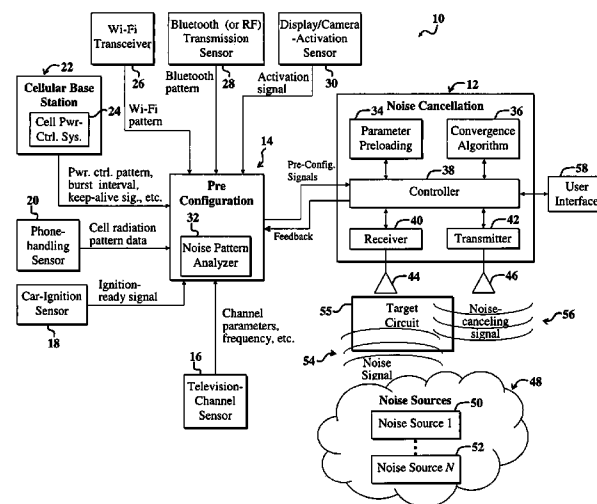 10
Wi-Fi
Transceiver
26
Bluetooth (or RF)
Transmission
Sensor
28
Display/Camera
-Activation
Sensor
30
22
Cellular Base
Station
24
Cell Pwr-
Ctrl. Sys.
Wi-Fi
pattern
Bluetooth
pattern
Activation
signal
12
Noise Cancellation
34
Parameter
Preloading
36
Convergence
Algorithm
38
Controller
58
User
Interface
40
Receiver
42
Transmitter
44
46
14
Pre
Configuration
32
Noise Pattern
Analyzer
Pre-Config.
Signals
Feedback
Pwr. ctrl. pattern,
burst interval,
keep-alive sig., etc.
20
Phone-
handling
Sensor
Cell radiation
pattern data
Car-Ignition
Sensor
18
Ignition-
ready signal
Channel
parameters,
frequency, etc.
16
Television-
Channel
Sensor
55
Target
Circuit
Noise-
canceling
signal
56
54
Noise
Signal
48
Noise Sources
50
Noise Source 1
52
Noise Source N